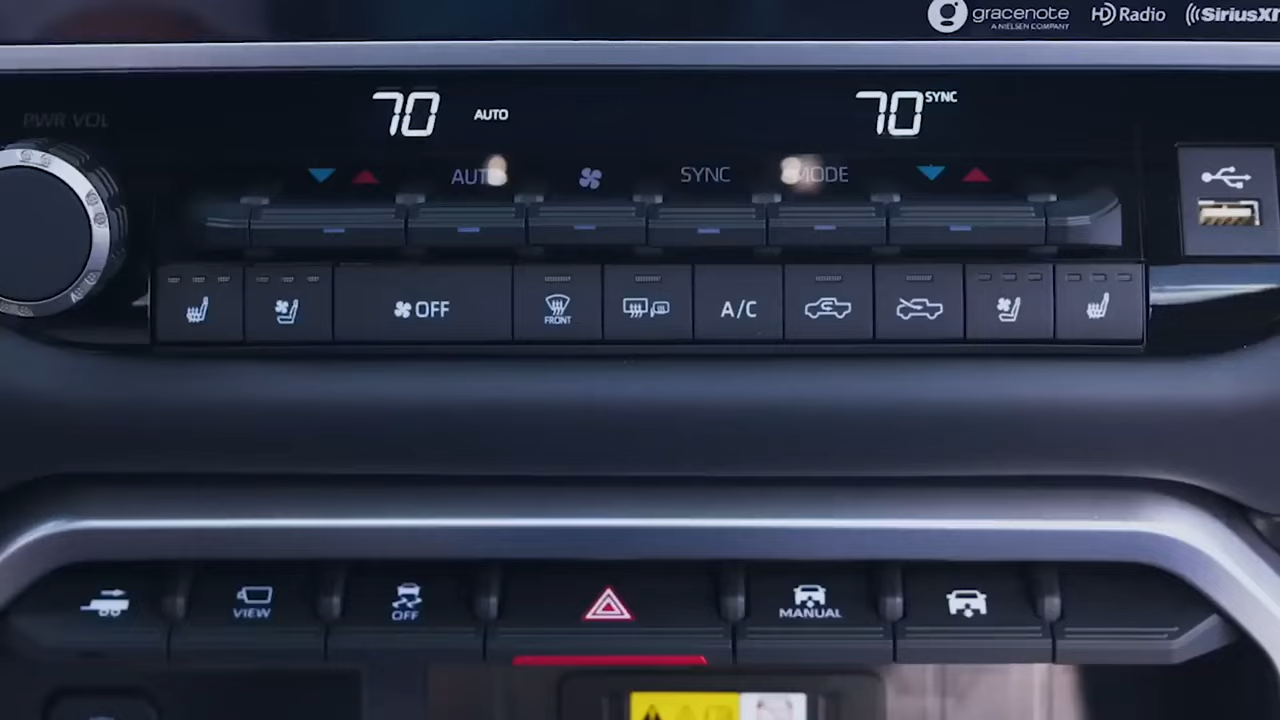 gracenote
A NIELSEN COMPANY
HD Radio
SiriusXM
PWR VOL
70 AUTO
70 SYNC
AUTO SYNC MODE
OFF FRONT A/C
VIEW OFF MANUAL